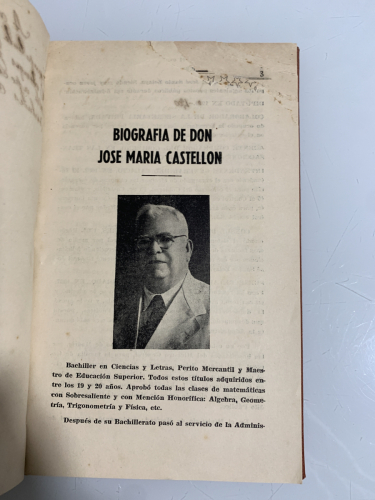 3
BIOGRAFIA DE DON
JOSE MARIA CASTELLON
Bachiller en Ciencias y Letras, Perito Mercantil y Maes-
tro de Educación Superior. Todos estos títulos adquiridos en-
tre los 19 y 20 años. Aprobó todas las clases de matemáticas
con Sobresaliente y con Mención Honorífica: Algebra, Geome-
tría, Trigonometría y Física, etc.
Después de su Bachillerato pasó al servicio de la Adminis-